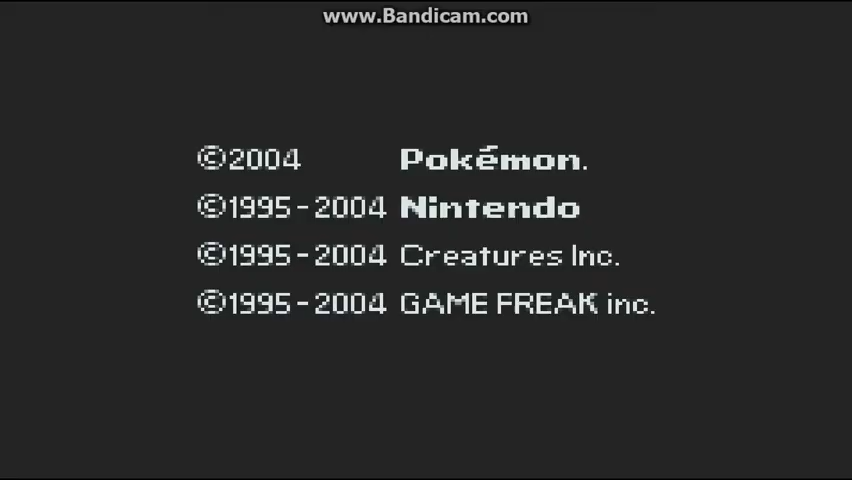 www.Bandicam.com
©2004 Pokémon.
©1995-2004 Nintendo
©1995-2004 Creatures Inc.
©1995-2004 GAME FREAK inc.